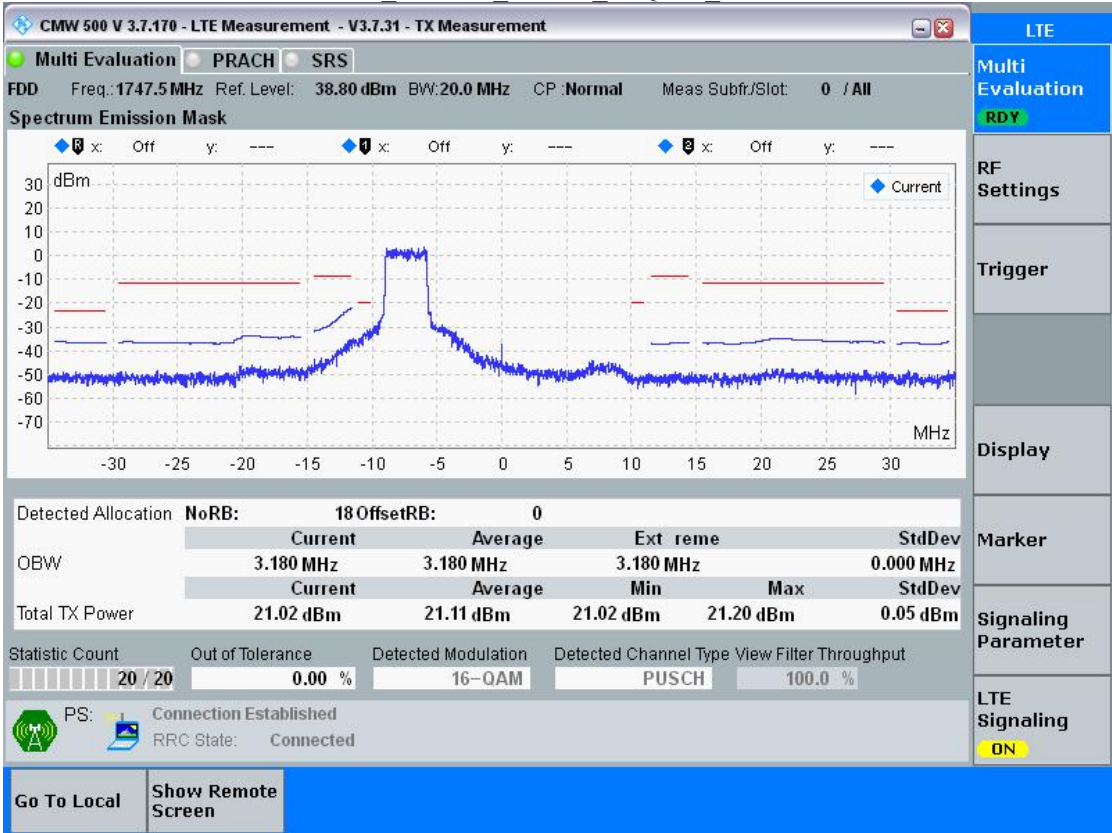 CMW 500 V 3.7.170 - LTE Measurement - V3.7.31 - TX Measurement
LTE
Multi Evaluation PRACH SRS
FDD Freq.: 1747.5 MHz Ref. Level: 38.80 dBm BW: 20.0 MHz CP : Normal Meas Subfr./Slot: 0 / All
Spectrum Emission Mask
R x: Off y: --- 1 x: Off y: --- 2 x: Off y: ---
dBm
Current
30
20
10
0
-10
-20
-30
-40
-50
-60
-70
MHz
-30 -25 -20 -15 -10 -5 0 5 10 15 20 25 30
Detected Allocation NoRB: 18 OffsetRB: 0
Current Average Ext reme StdDev
OBW 3.180 MHz 3.180 MHz 3.180 MHz 0.000 MHz
Current Average Min Max StdDev
Total TX Power 21.02 dBm 21.11 dBm 21.02 dBm 21.20 dBm 0.05 dBm
Statistic Count Out of Tolerance Detected Modulation Detected Channel Type View Filter Throughput
20 / 20 0.00 % 16-QAM PUSCH 100.0 %
PS: Connection Established
RRC State: Connected
Multi
Evaluation
RDY
RF
Settings
Trigger
Display
Marker
Signaling
Parameter
LTE
Signaling
ON
Go To Local
Show Remote
Screen